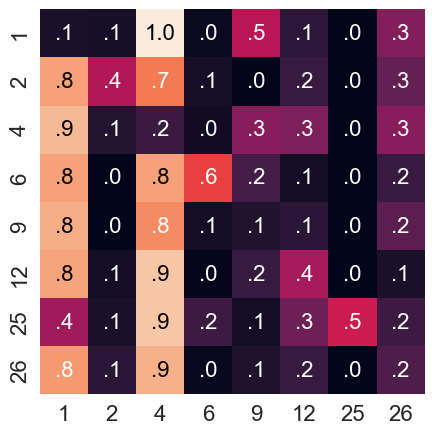 1 .1 .1 1.0 .0 .5 .1 .0 .3
2 .8 .4 .7 .1 .0 .2 .0 .3
4 .9 .1 .2 .0 .3 .3 .0 .3
6 .8 .0 .8 .6 .2 .1 .0 .2
9 .8 .0 .8 .1 .1 .1 .0 .2
12 .8 .1 .9 .0 .2 .4 .0 .1
25 .4 .1 .9 .2 .1 .3 .5 .2
26 .8 .1 .9 .0 .1 .2 .0 .2
1 2 4 6 9 12 25 26